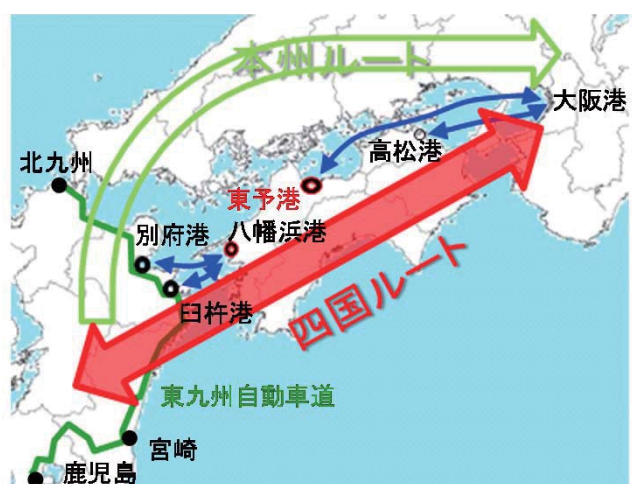 本州ルート
大阪港
高松港
北九州
東予港
別府港
八幡浜港
臼杵港
四国ルート
東九州自動車道
宮崎
鹿児島